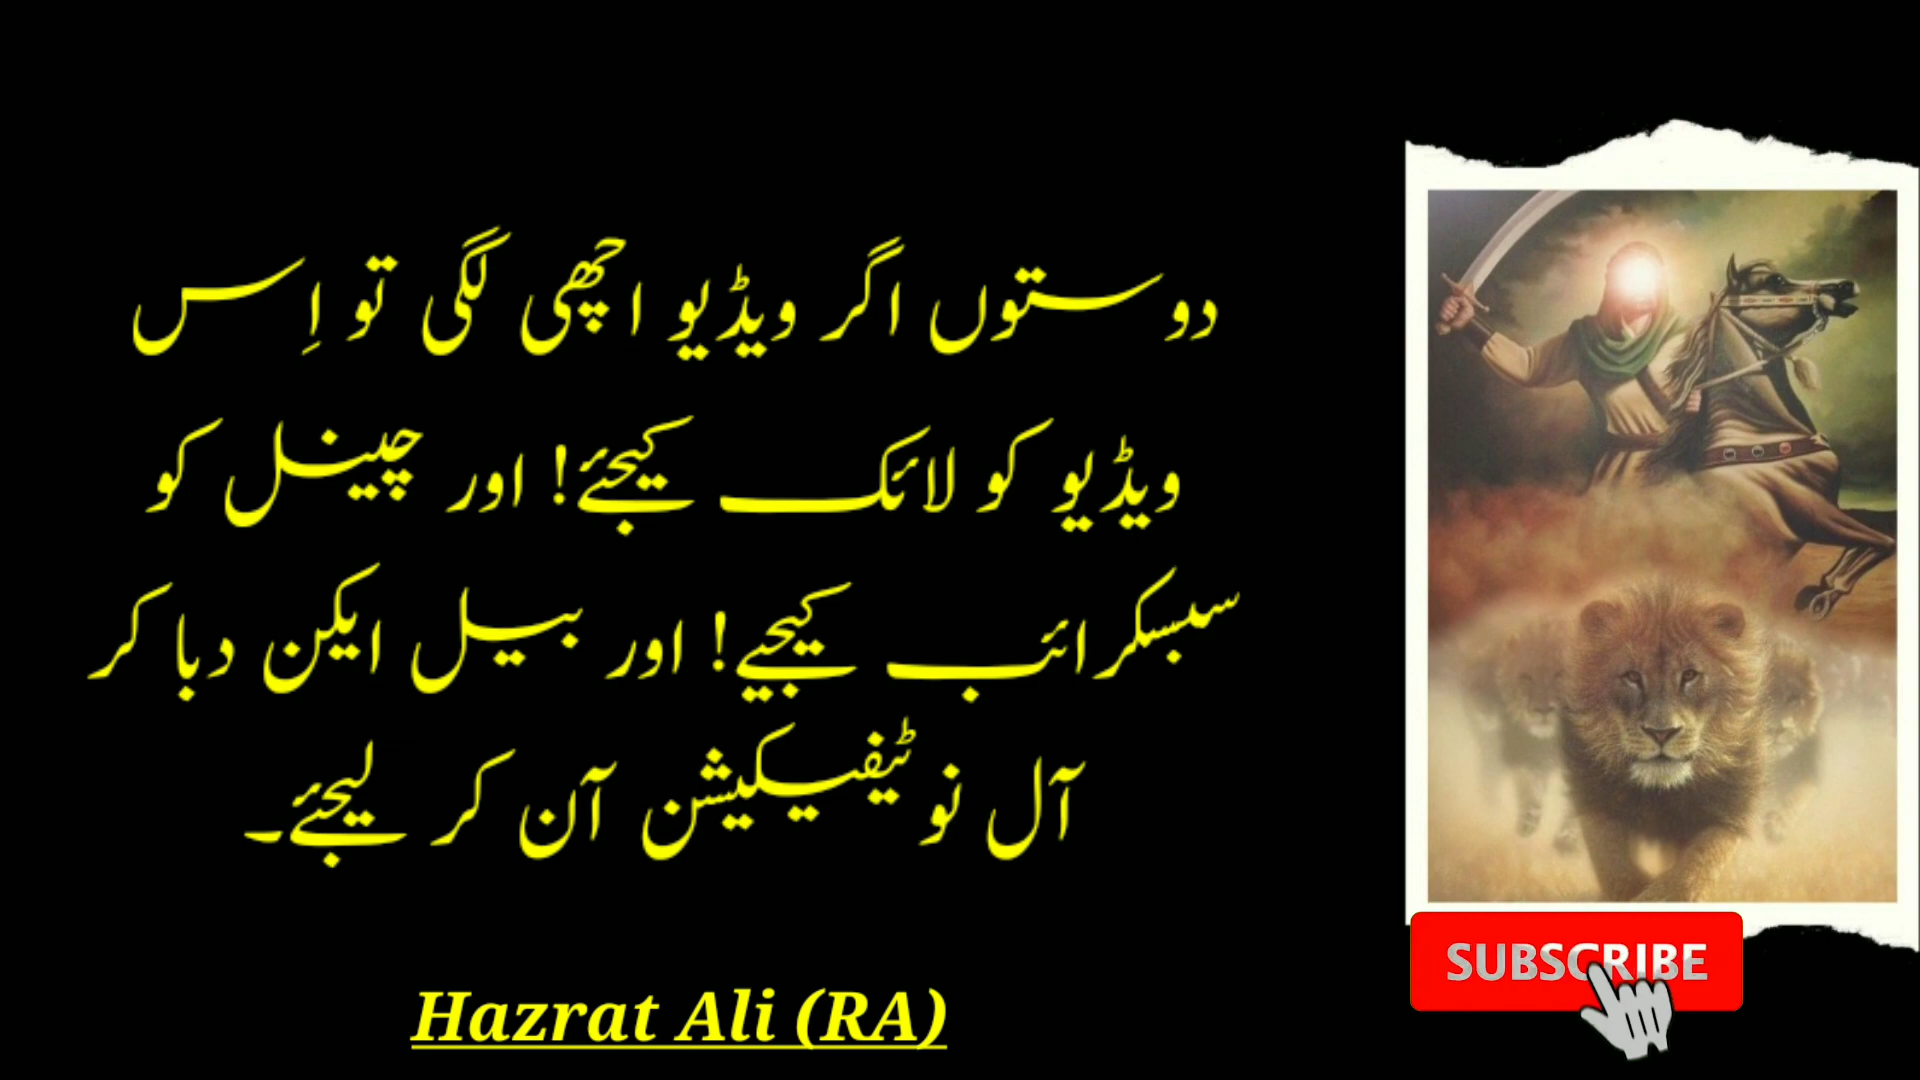 دوستوں اگر ویڈیو اچھی لگی تو اِس
ویڈیو کو لائک کیجئے! اور چینل کو
سبسکرائب کیجیے! اور بیل ایکن دبا کر
آل نوٹیفیکیشن آن کر لیجئے۔
Hazrat Ali (RA)
SUBSCRIBE